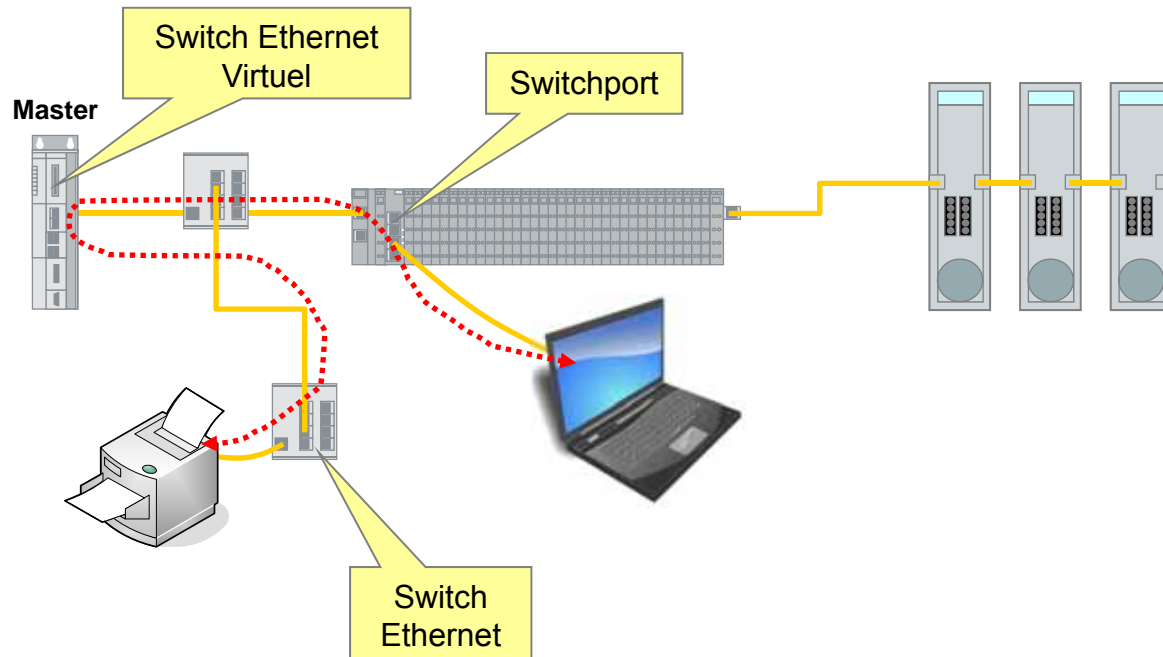 Switch Ethernet
Virtuel
Switchport
Master
Switch
Ethernet